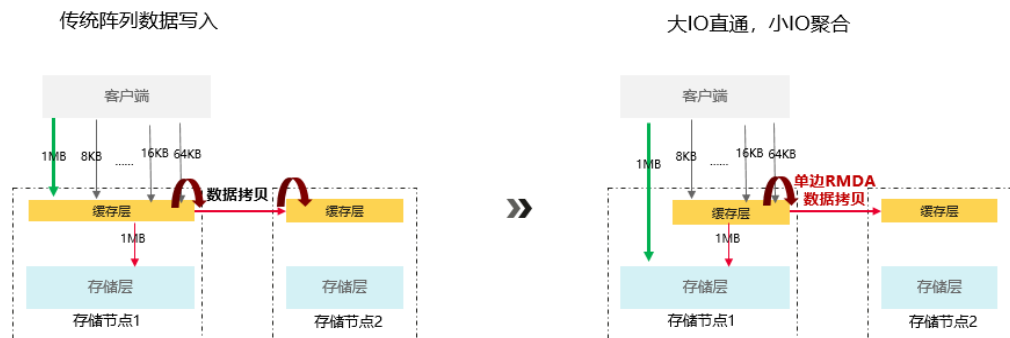 传统阵列数据写入
客户端
1MB
8KB
......
16KB
64KB
数据拷贝
缓存层
缓存层
1MB
存储层
存储层
存储节点1
存储节点2
大IO直通，小IO聚合
客户端
1MB
8KB
......
16KB
64KB
单边RMDA
数据拷贝
缓存层
缓存层
1MB
存储层
存储层
存储节点1
存储节点2